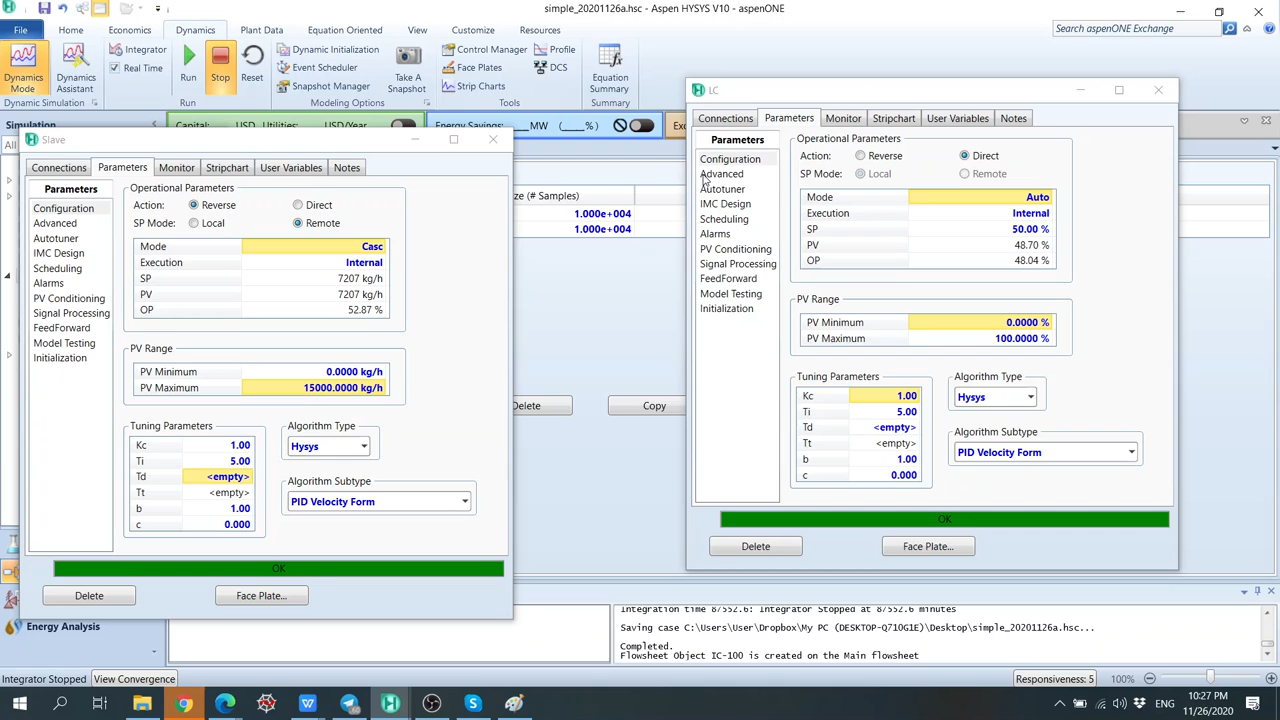 simple_20201126a.hsc - Aspen HYSYS V10 - aspenONE
File Home Economics Dynamics Plant Data Equation Oriented View Customize Resources
Search aspenONE Exchange
Dynamics Mode
Dynamics Assistant
Integrator
Real Time
Run
Stop
Reset
Dynamic Initialization
Event Scheduler
Snapshot Manager
Take A Snapshot
Control Manager
Face Plates
Strip Charts
Profile
DCS
Equation Summary
Dynamic Simulation
Run
Modeling Options
Tools
Summary
Simulation
Capital: USD Utilities: USD/Year
Energy Savings: MW (____%)
All
Slave
Connections Parameters Monitor Stripchart User Variables Notes
Parameters
Configuration
Advanced
Autotuner
IMC Design
Scheduling
Alarms
PV Conditioning
Signal Processing
FeedForward
Model Testing
Initialization
Operational Parameters
Action: Reverse Direct
SP Mode: Local Remote
Mode Casc
Execution Internal
SP 7207 kg/h
PV 7207 kg/h
OP 52.87 %
PV Range
PV Minimum 0.0000 kg/h
PV Maximum 15000.0000 kg/h
Tuning Parameters
Kc 1.00
Ti 5.00
Td <empty>
Tt <empty>
b 1.00
c 0.000
Algorithm Type
Hysys
Algorithm Subtype
PID Velocity Form
OK
Delete Face Plate...
(# Samples)
1.000e+004
1.000e+004
Delete Copy
LC
Connections Parameters Monitor Stripchart User Variables Notes
Parameters
Configuration
Advanced
Autotuner
IMC Design
Scheduling
Alarms
PV Conditioning
Signal Processing
FeedForward
Model Testing
Initialization
Operational Parameters
Action: Reverse Direct
SP Mode: Local Remote
Mode Auto
Execution Internal
SP 50.00 %
PV 48.70 %
OP 48.04 %
PV Range
PV Minimum 0.0000 %
PV Maximum 100.0000 %
Tuning Parameters
Kc 1.00
Ti 5.00
Td <empty>
Tt <empty>
b 1.00
c 0.000
Algorithm Type
Hysys
Algorithm Subtype
PID Velocity Form
OK
Delete Face Plate...
Energy Analysis
Integration time 87552.6: Integrator Stopped at 87552.6 minutes
Saving case C:\Users\User\Dropbox\My PC (DESKTOP-Q710G1E)\Desktop\simple_20201126a.hsc...
Completed.
Flowsheet Object IC-100 is created on the Main flowsheet
Integrator Stopped View Convergence
Responsiveness: 5 100%
10:27 PM
11/26/2020